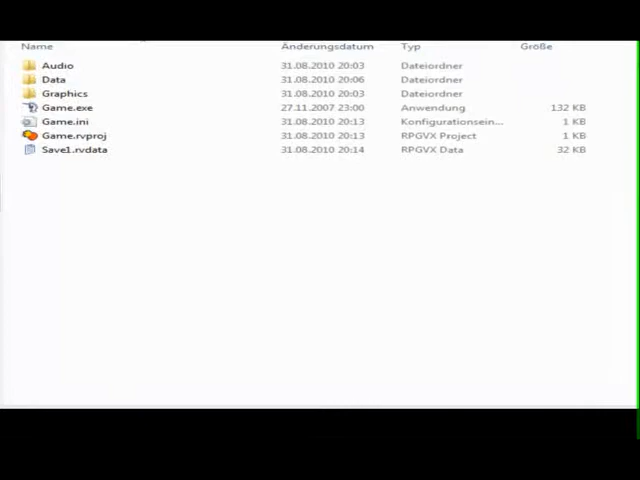 Name Änderungsdatum Typ Größe
Audio 31.08.2010 20:03 Dateiordner
Data 31.08.2010 20:06 Dateiordner
Graphics 31.08.2010 20:03 Dateiordner
Game.exe 27.11.2007 23:00 Anwendung 132 KB
Game.ini 31.08.2010 20:13 Konfigurationsein... 1 KB
Game.rvproj 31.08.2010 20:13 RPGVX Project 1 KB
Save1.rvdata 31.08.2010 20:14 RPGVX Data 32 KB